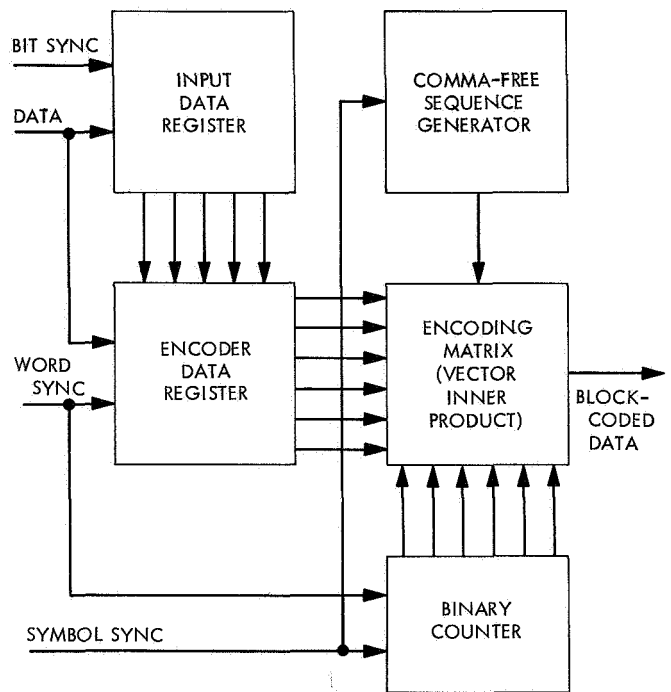 BIT SYNC
DATA
INPUT
DATA
REGISTER
COMMA-FREE
SEQUENCE
GENERATOR
WORD
SYNC
ENCODER
DATA
REGISTER
ENCODING
MATRIX
(VECTOR
INNER
PRODUCT)
BLOCK-
CODED
DATA
SYMBOL SYNC
BINARY
COUNTER